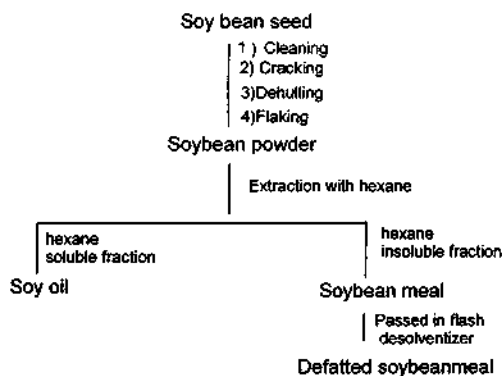 Soy bean seed
1 ) Cleaning
2) Cracking
3)Dehulling
4)Flaking
Soybean powder
Extraction with hexane
hexane
soluble fraction
hexane
insoluble fraction
Soy oil
Soybean meal
Passed in flash
desolventizer
Defatted soybeanmeal